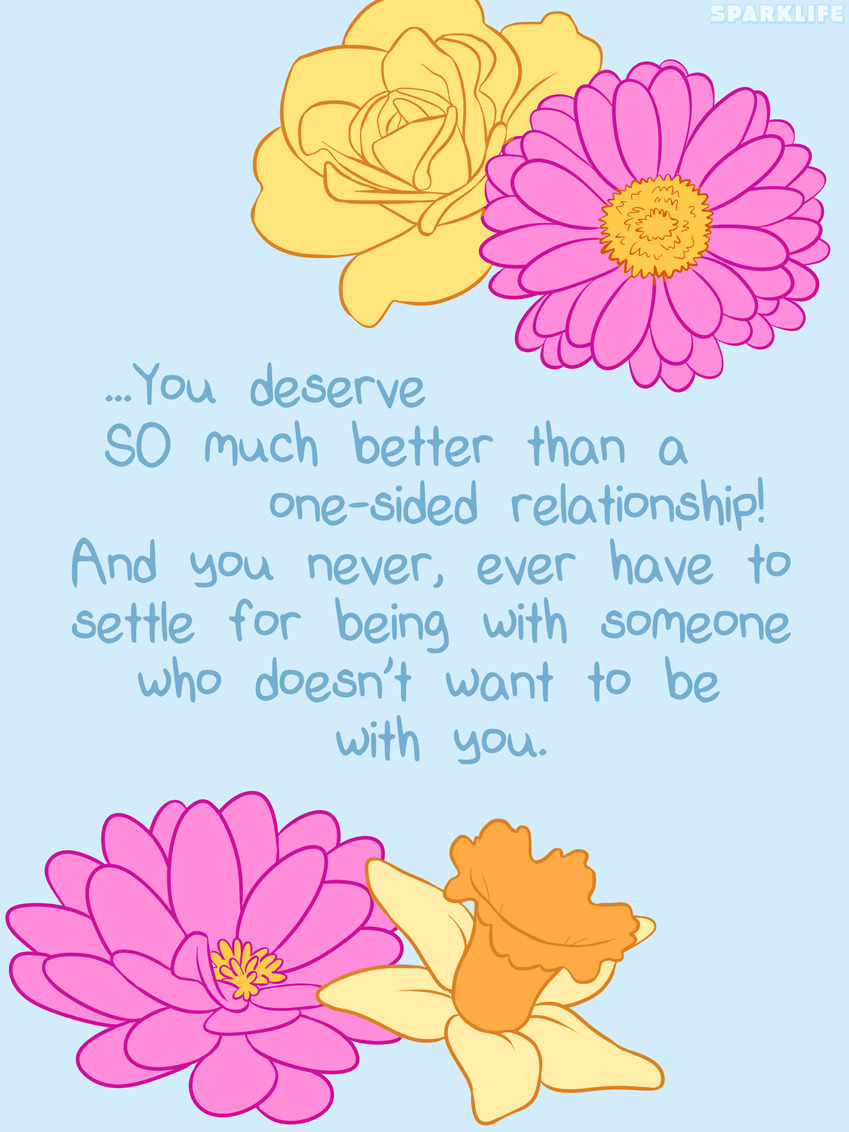 SPARKLIFE
...You deserve
SO much better than a
one-sided relationship!
And you never, ever have to
settle for being with someone
who doesn't want to be
with you.